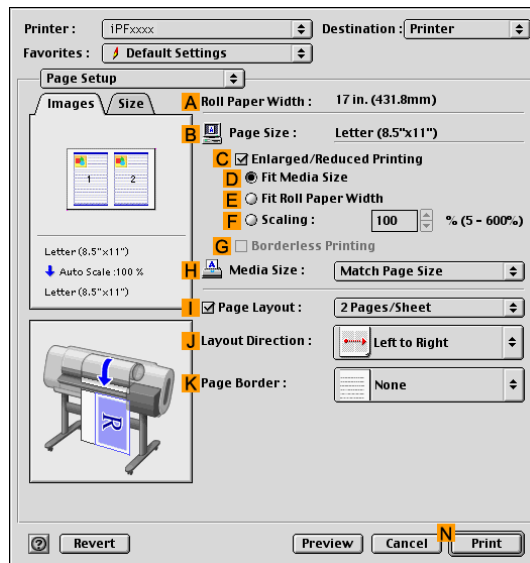 Printer : iPFxxxx Destination : Printer
Favorites : Default Settings
Page Setup
Images Size
A Roll Paper Width : 17 in. (431.8mm)
B Page Size : Letter (8.5"x11")
C Enlarged/Reduced Printing
D Fit Media Size
E Fit Roll Paper Width
F Scaling : 100 % (5 - 600%)
G Borderless Printing
H Media Size : Match Page Size
I Page Layout : 2 Pages/Sheet
J Layout Direction : Left to Right
K Page Border : None
1 2
Letter (8.5"x11")
Auto Scale :100 %
Letter (8.5"x11")
R
? Revert Preview Cancel N Print